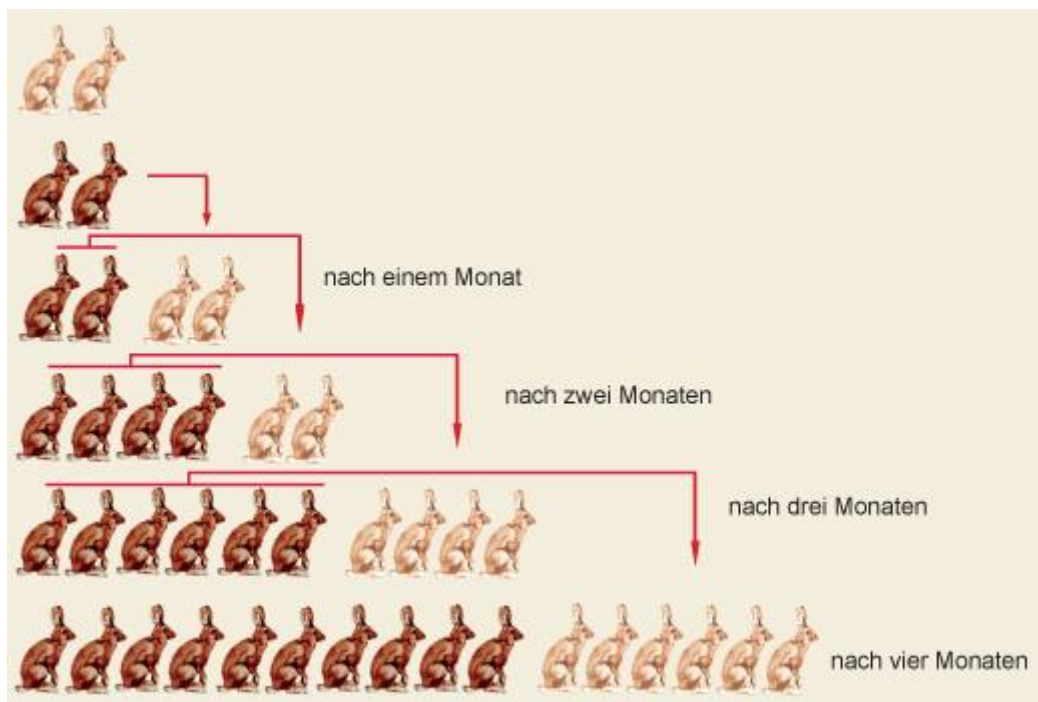 nach einem Monat
nach zwei Monaten
nach drei Monaten
nach vier Monaten